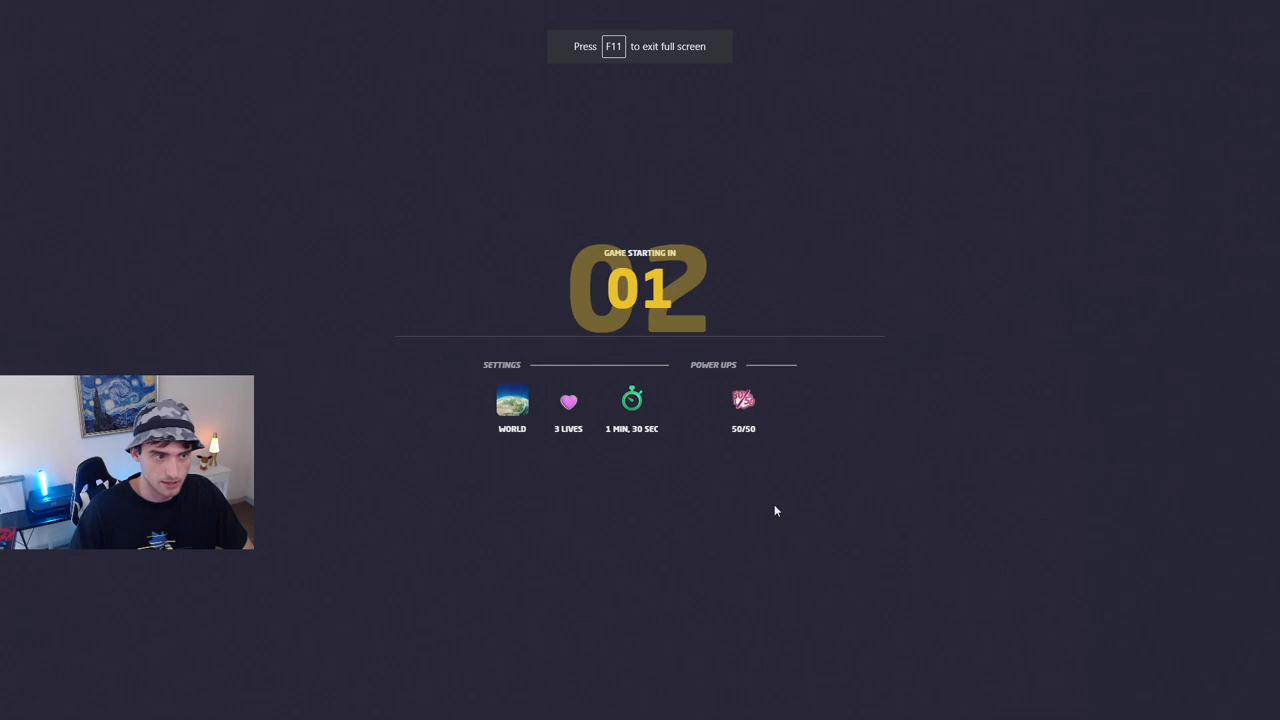 Press F11 to exit full screen
02
GAME STARTING IN
01
SETTINGS
POWER UPS
WORLD
3 LIVES
1 MIN, 30 SEC
50/50